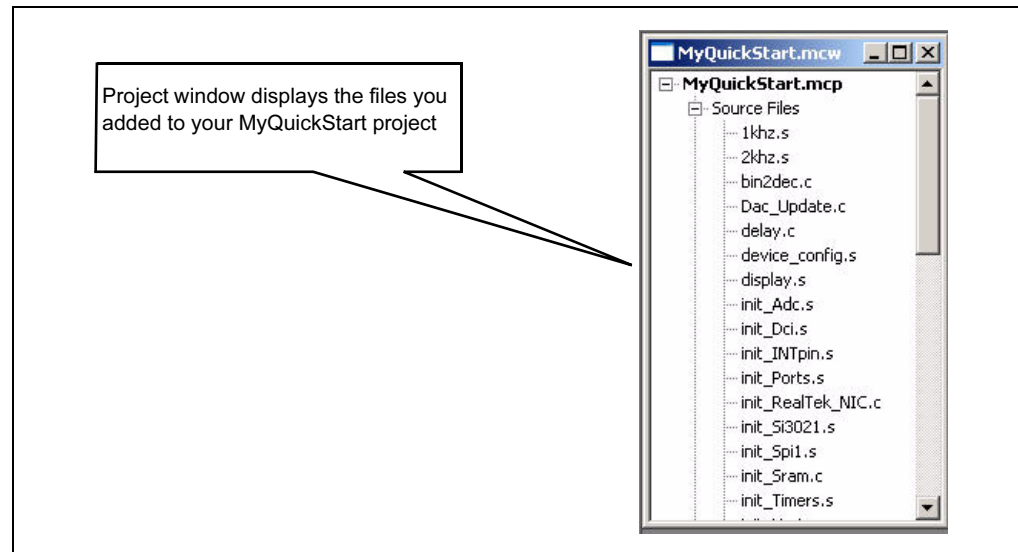 Project window displays the files you
added to your MyQuickStart project
MyQuickStart.mcw
MyQuickStart.mcp
Source Files
1khz.s
2khz.s
bin2dec.c
Dac_Update.c
delay.c
device_config.s
display.s
init_Adc.s
init_Dci.s
init_INTpin.s
init_Ports.s
init_RealTek_NIC.c
init_Si3021.s
init_Spi1.s
init_Sram.c
init_Timers.s